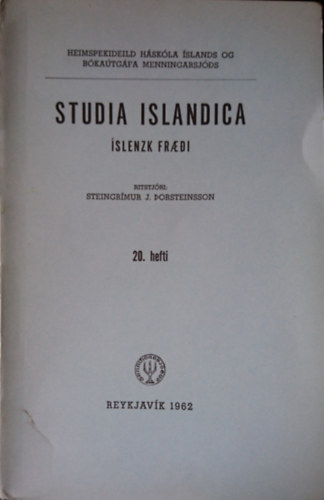 HEIMSPEKIDEILD HÁSKÓLA ÍSLANDS OG
BÓKAÚTGÁFA MENNINGARSJÓÐS
STUDIA ISLANDICA
ÍSLENZK FRÆÐI
RITSTJÓRI:
STEINGRÍMUR J. ÞORSTEINSSON
20. hefti
REYKJAVÍK 1962